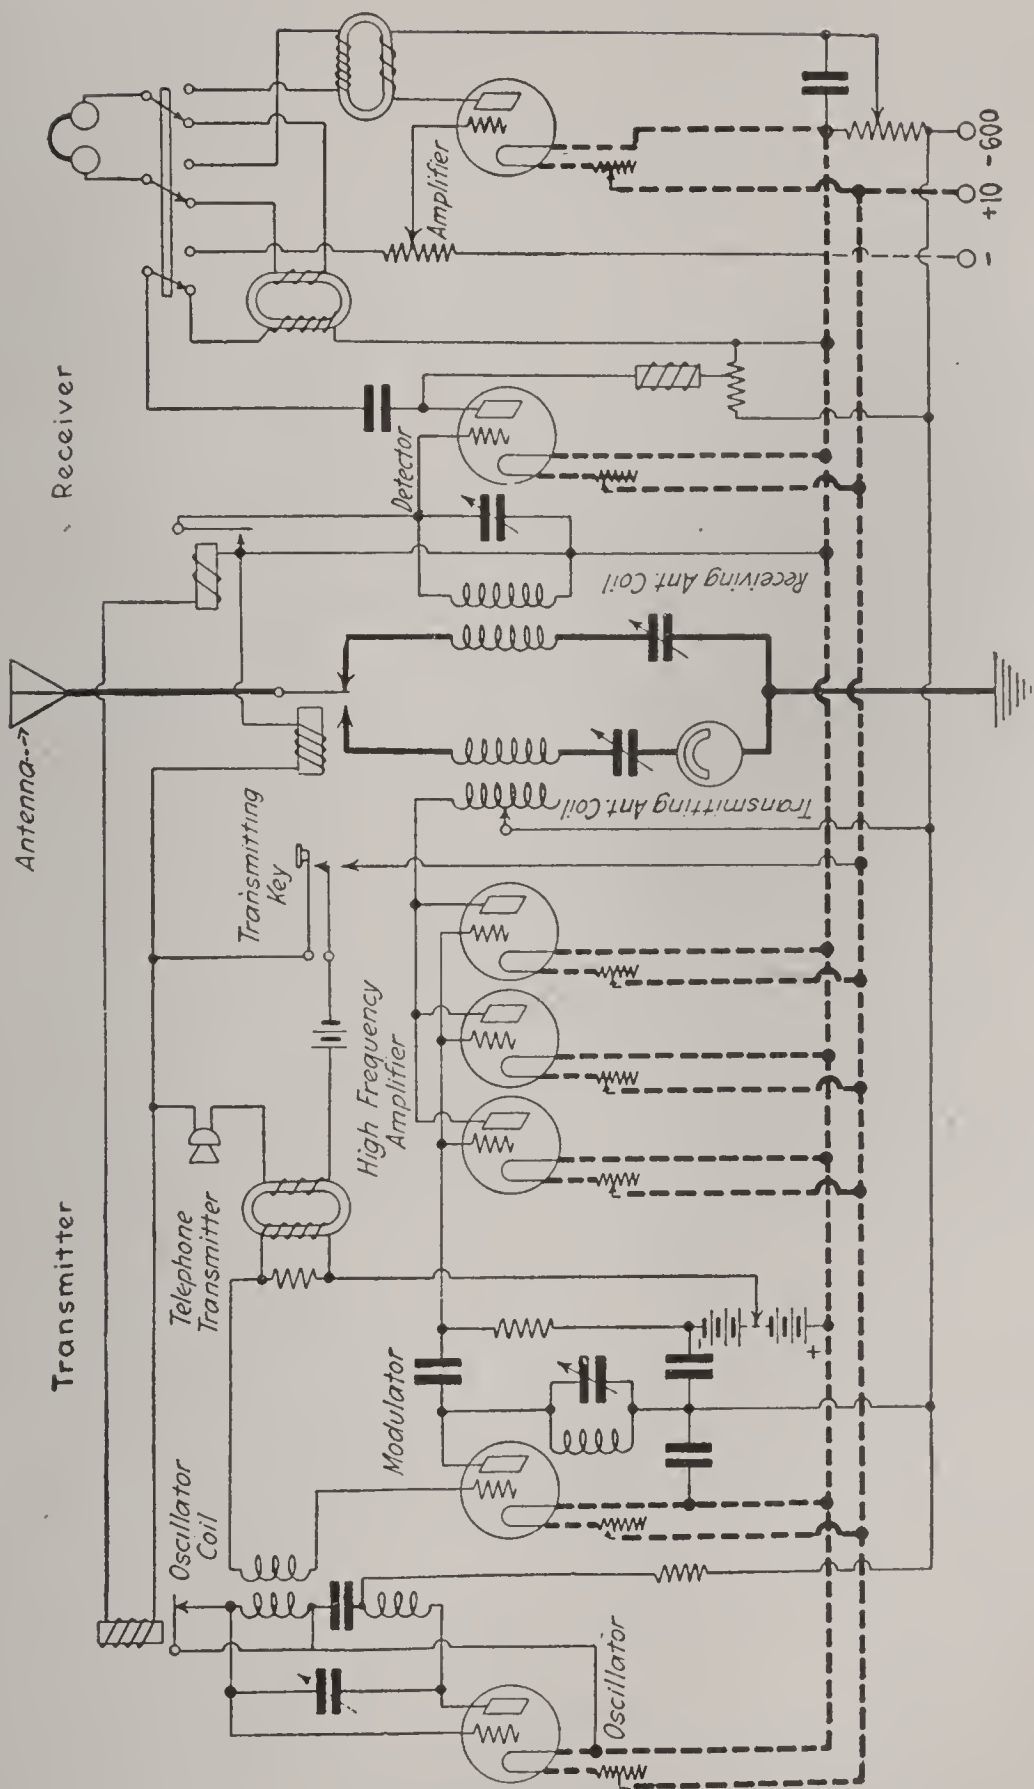 Antenna-->
Transmitter
Receiver
Oscillator
Coil
Telephone
Transmitter
Transmitting
Key
High Frequency
Amplifier
Modulator
Detector
Amplifier
Transmitting Ant. Coil
Receiving Ant. Coil
Oscillator
+
- +10 -600